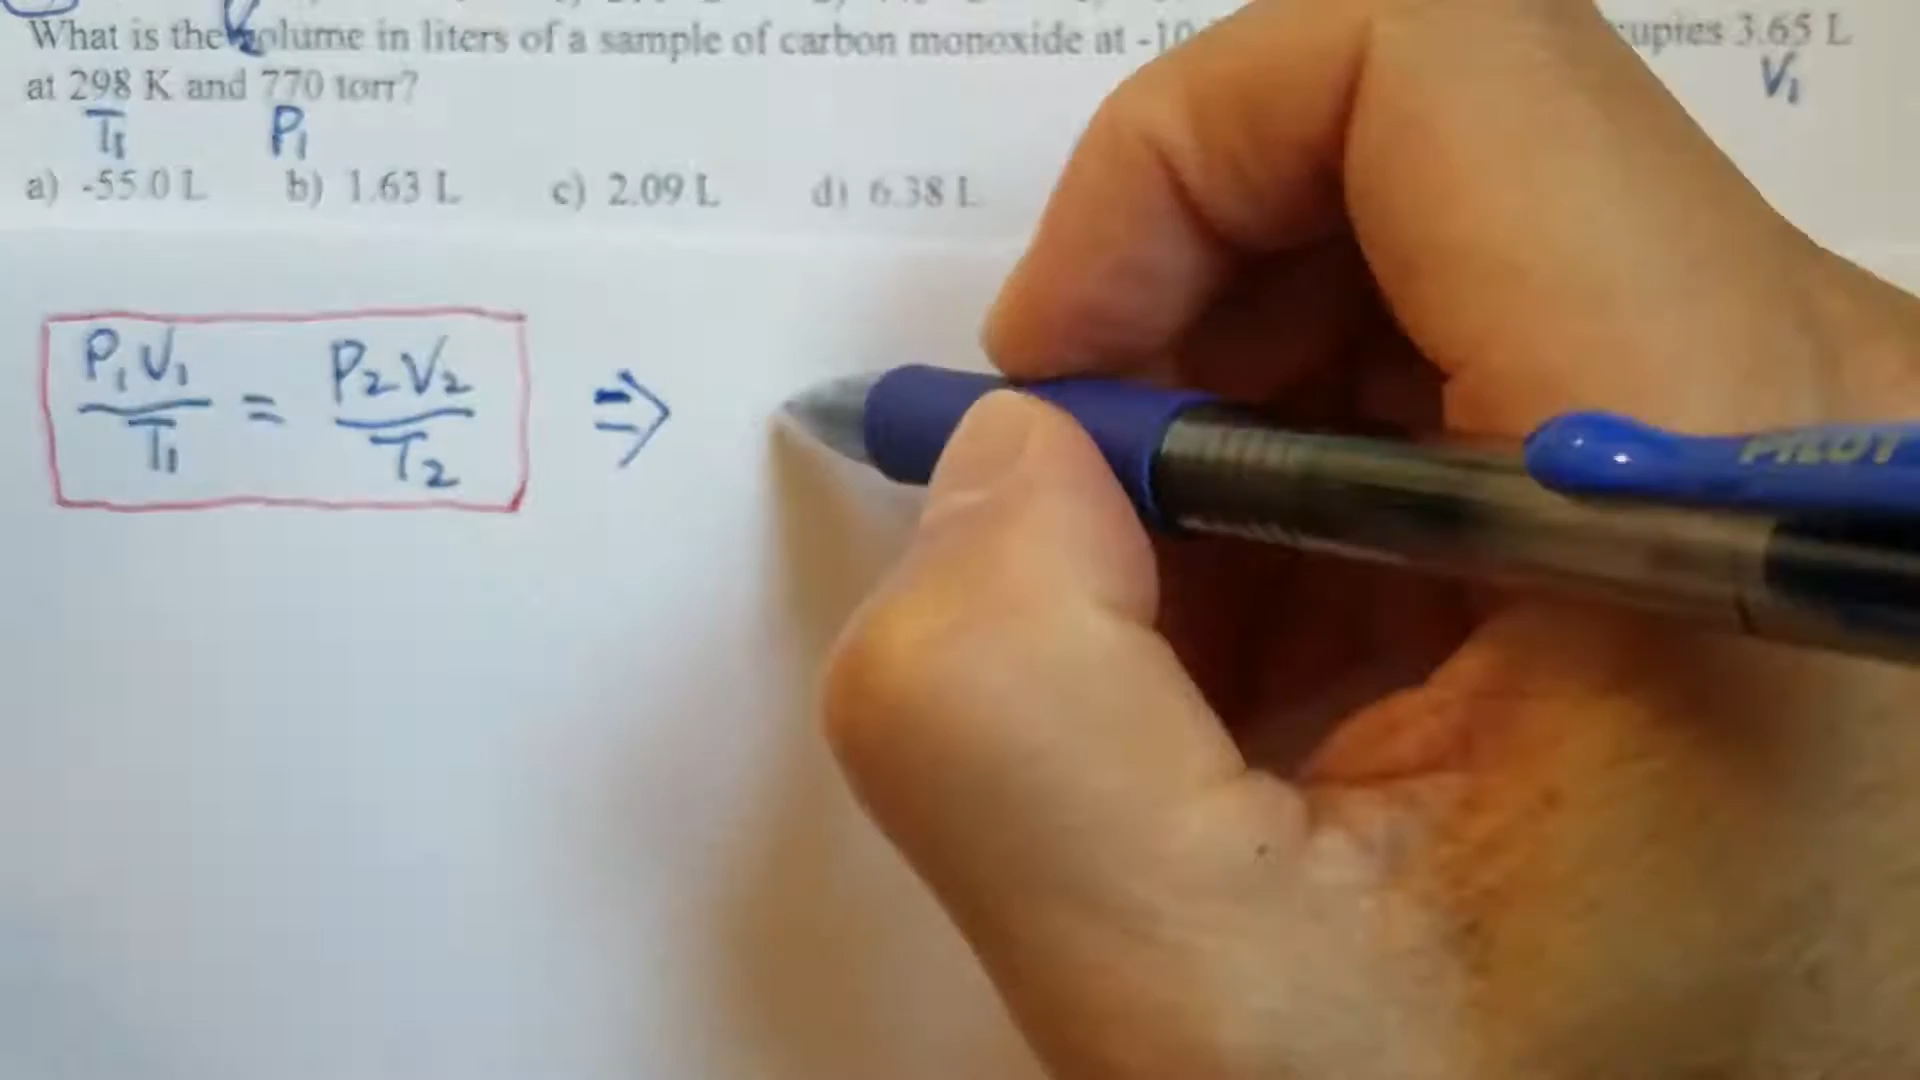 What is the volume in liters of a sample of carbon monoxide at -10 upies 3.65 L
V2
V1
at 298 K and 770 torr?
T1 P1
a) -55.0 L b) 1.63 L c) 2.09 L d) 6.38 L
P1V1 / T1 = P2V2 / T2 ⇒
PILOT